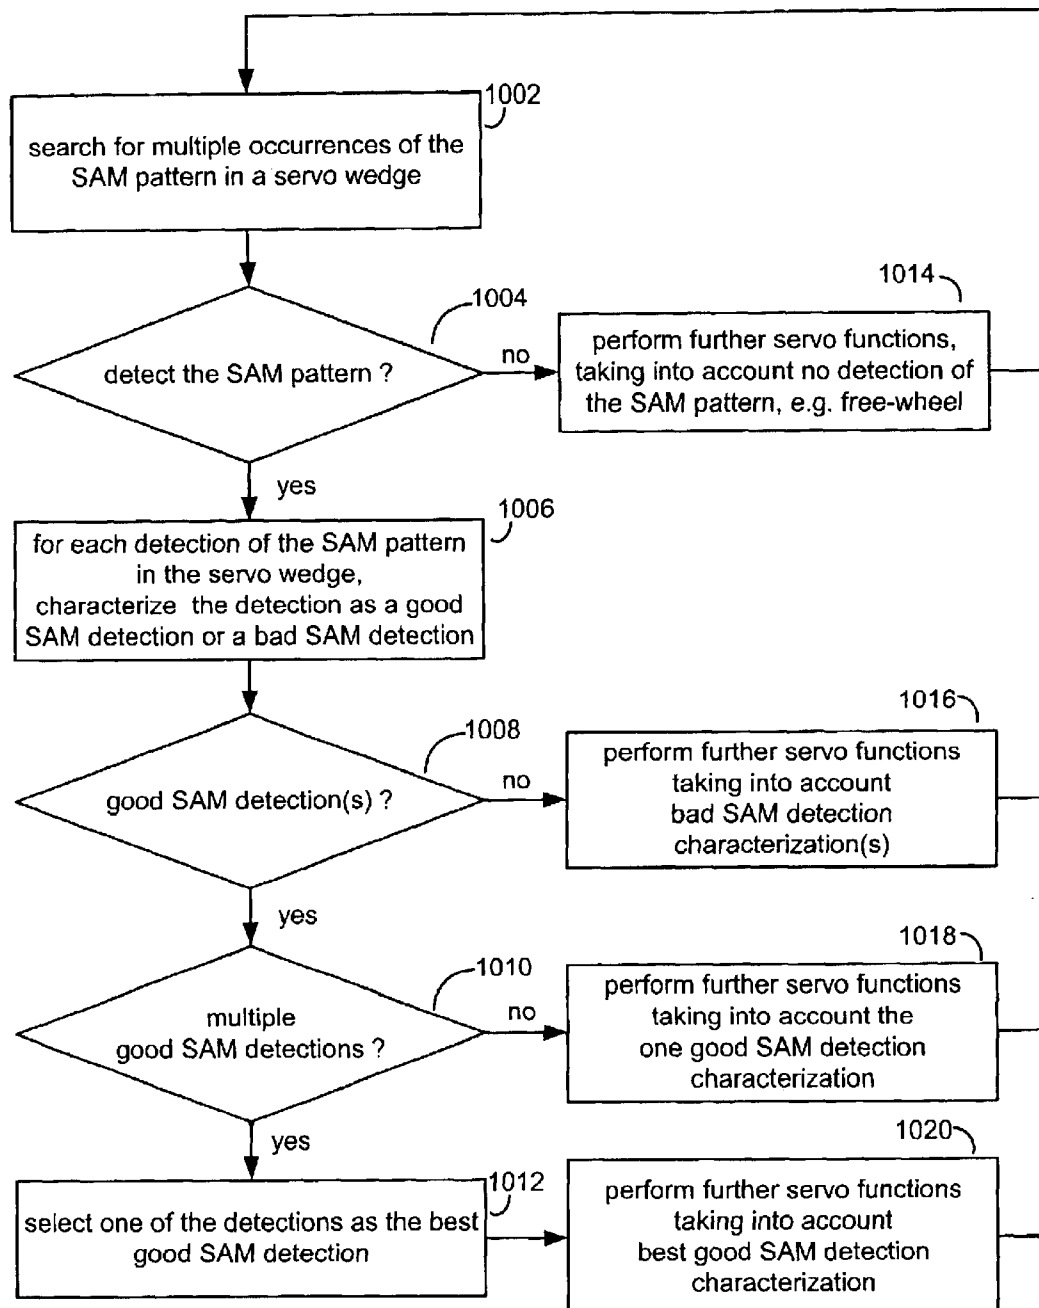 1002
search for multiple occurrences of the
SAM pattern in a servo wedge
1004
detect the SAM pattern ?
no
1014
perform further servo functions,
taking into account no detection of
the SAM pattern, e.g. free-wheel
yes
1006
for each detection of the SAM pattern
in the servo wedge,
characterize the detection as a good
SAM detection or a bad SAM detection
1008
good SAM detection(s) ?
no
1016
perform further servo functions
taking into account
bad SAM detection
characterization(s)
yes
1010
multiple
good SAM detections ?
no
1018
perform further servo functions
taking into account the
one good SAM detection
characterization
yes
1012
select one of the detections as the best
good SAM detection
1020
perform further servo functions
taking into account
best good SAM detection
characterization